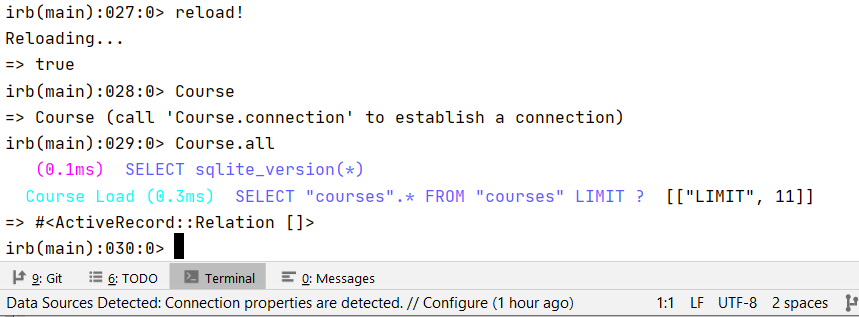 irb(main):027:0> reload!
Reloading...
=> true
irb(main):028:0> Course
=> Course (call 'Course.connection' to establish a connection)
irb(main):029:0> Course.all
   (0.1ms)  SELECT sqlite_version(*)
  Course Load (0.3ms)  SELECT "courses".* FROM "courses" LIMIT ?  [["LIMIT", 11]]
=> #<ActiveRecord::Relation []>
irb(main):030:0>
9: Git 6: TODO Terminal 0: Messages
Data Sources Detected: Connection properties are detected. // Configure (1 hour ago) 1:1 LF UTF-8 2 spaces